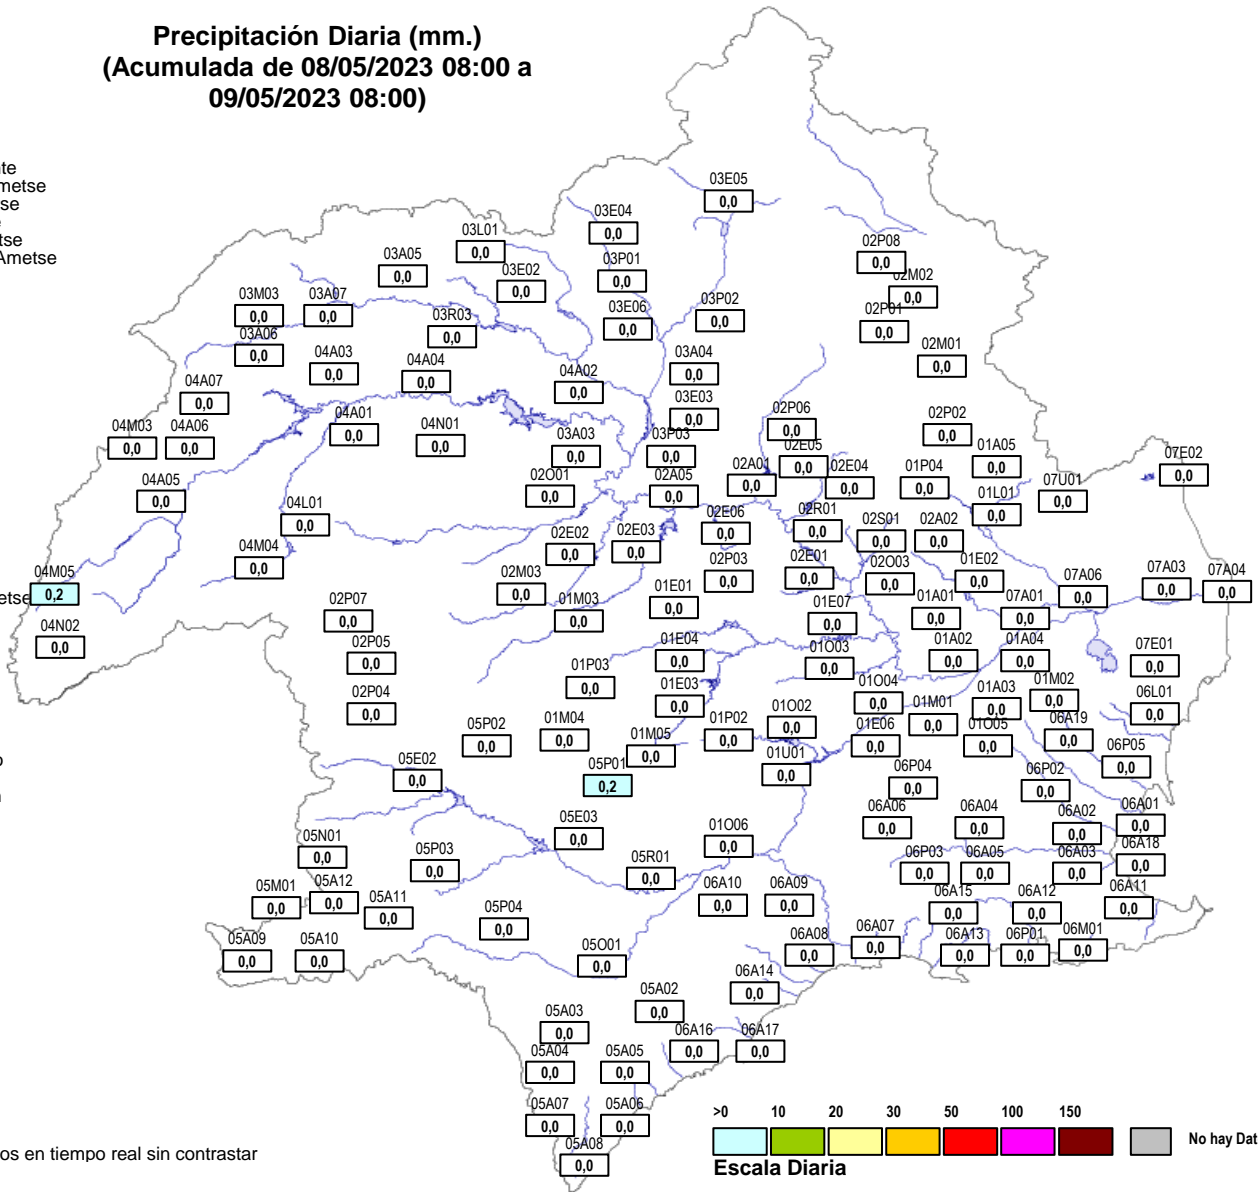 Precipitación Diaria (mm.)
(Acumulada de 08/05/2023 08:00 a
09/05/2023 08:00)
te
metse
se
e
tse
Ametse
03E05
0,0
03E04
0,0
03L01
0,0
03A05
0,0
03P01
0,0
03E02
0,0
02P08
0,0
02M02
0,0
03M03
0,0
03A07
0,0
03E06
0,0
03P02
0,0
02P01
0,0
03R03
0,0
03A06
0,0
04A03
0,0
04A04
0,0
03A04
0,0
02M01
0,0
04A07
0,0
04A02
0,0
03E03
0,0
04A01
0,0
04N01
0,0
02P06
0,0
02P02
0,0
04M03
0,0
04A06
0,0
03A03
0,0
03P03
0,0
02E05
0,0
01A05
0,0
07E02
0,0
04A05
0,0
02O01
0,0
02A05
0,0
02A01
0,0
02E04
0,0
01P04
0,0
07U01
0,0
01L01
0,0
04L01
0,0
02E06
0,0
02R01
0,0
02S01
0,0
02A02
0,0
02E02
0,0
02E03
0,0
04M04
0,0
02P03
0,0
02E01
0,0
02O03
0,0
01E02
0,0
04M05
0,2
etse
02M03
0,0
01E01
0,0
07A06
0,0
07A03
0,0
07A04
0,0
02P07
0,0
01M03
0,0
01E07
0,0
01A01
0,0
07A01
0,0
04N02
0,0
02P05
0,0
01E04
0,0
01O03
0,0
01A02
0,0
01A04
0,0
07E01
0,0
01P03
0,0
01E03
0,0
01O04
0,0
01A03
0,0
01M02
0,0
06L01
0,0
02P04
0,0
05P02
0,0
01M04
0,0
01M05
0,0
01P02
0,0
01O02
0,0
01E06
0,0
01M01
0,0
01O05
0,0
06A19
0,0
06P05
0,0
05E02
0,0
05P01
0,2
01U01
0,0
06P04
0,0
06P02
0,0
05E03
0,0
01O06
0,0
06A06
0,0
06A04
0,0
06A02
0,0
06A01
0,0
05N01
0,0
05P03
0,0
05R01
0,0
06P03
0,0
06A05
0,0
06A03
0,0
06A18
0,0
05M01
0,0
05A12
0,0
05A11
0,0
06A10
0,0
06A09
0,0
06A15
0,0
06A12
0,0
06A11
0,0
05P04
0,0
05A09
0,0
05A10
0,0
05O01
0,0
06A08
0,0
06A07
0,0
06A13
0,0
06P01
0,0
06M01
0,0
06A14
0,0
05A02
0,0
05A03
0,0
06A16
0,0
06A17
0,0
05A04
0,0
05A05
0,0
05A07
0,0
05A06
0,0
05A08
0,0
os en tiempo real sin contrastar
>0 10 20 30 50 100 150
No hay Dat
Escala Diaria